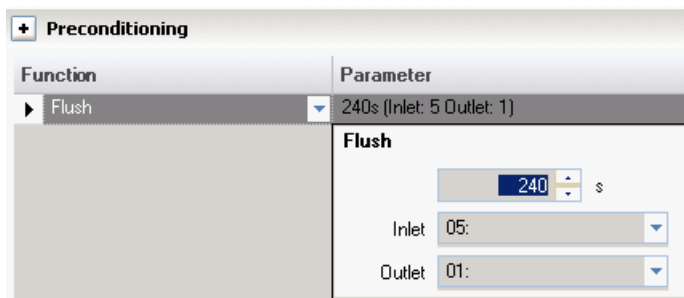 Preconditioning
Function Parameter
Flush 240s (Inlet: 5 Outlet: 1)
Flush
240 s
Inlet 05:
Outlet 01: